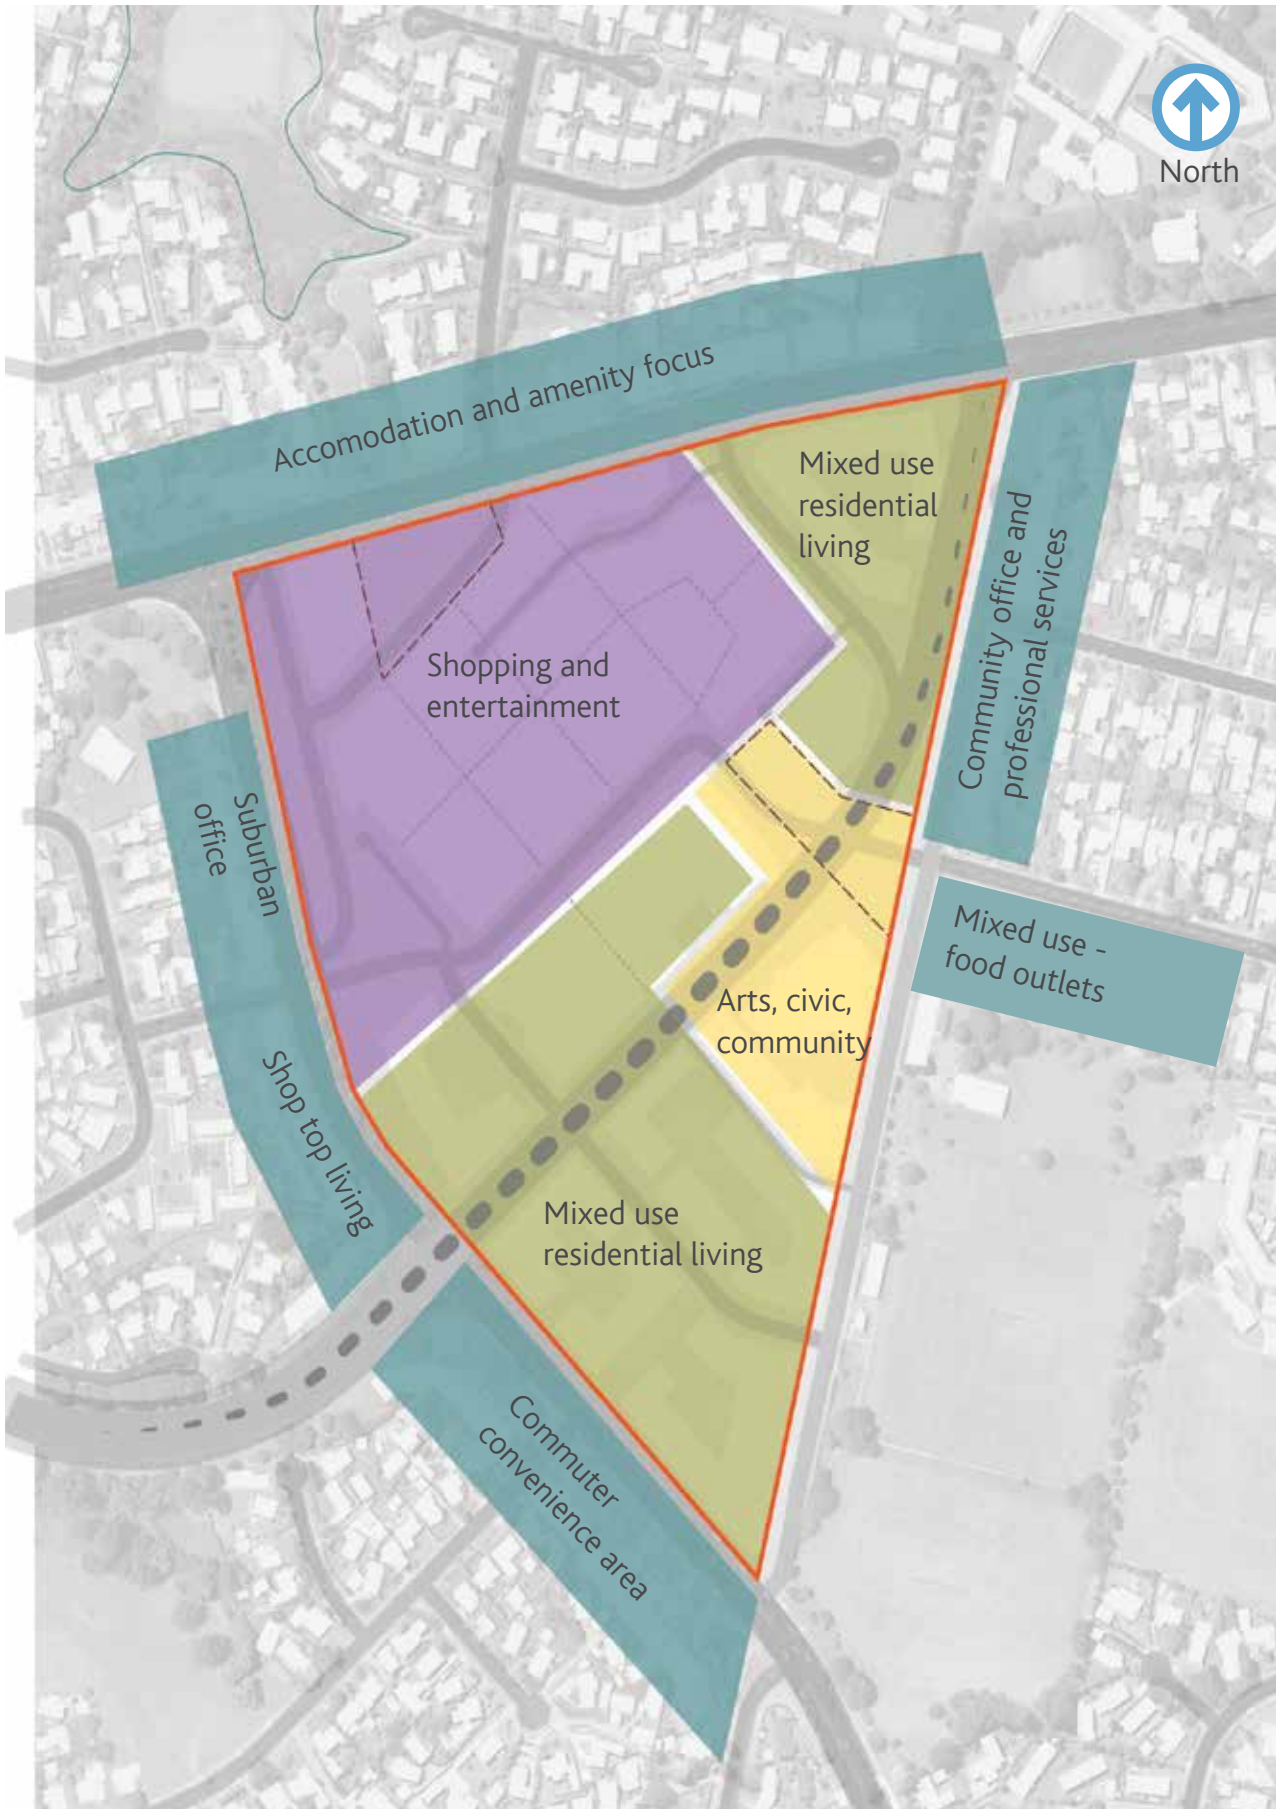 North
Accomodation and amenity focus
Mixed use
residential
living
Community office and
professional services
Shopping and
entertainment
Suburban
office
Mixed use -
food outlets
Arts, civic,
community
Shop top living
Mixed use
residential living
Commuter
convenience area